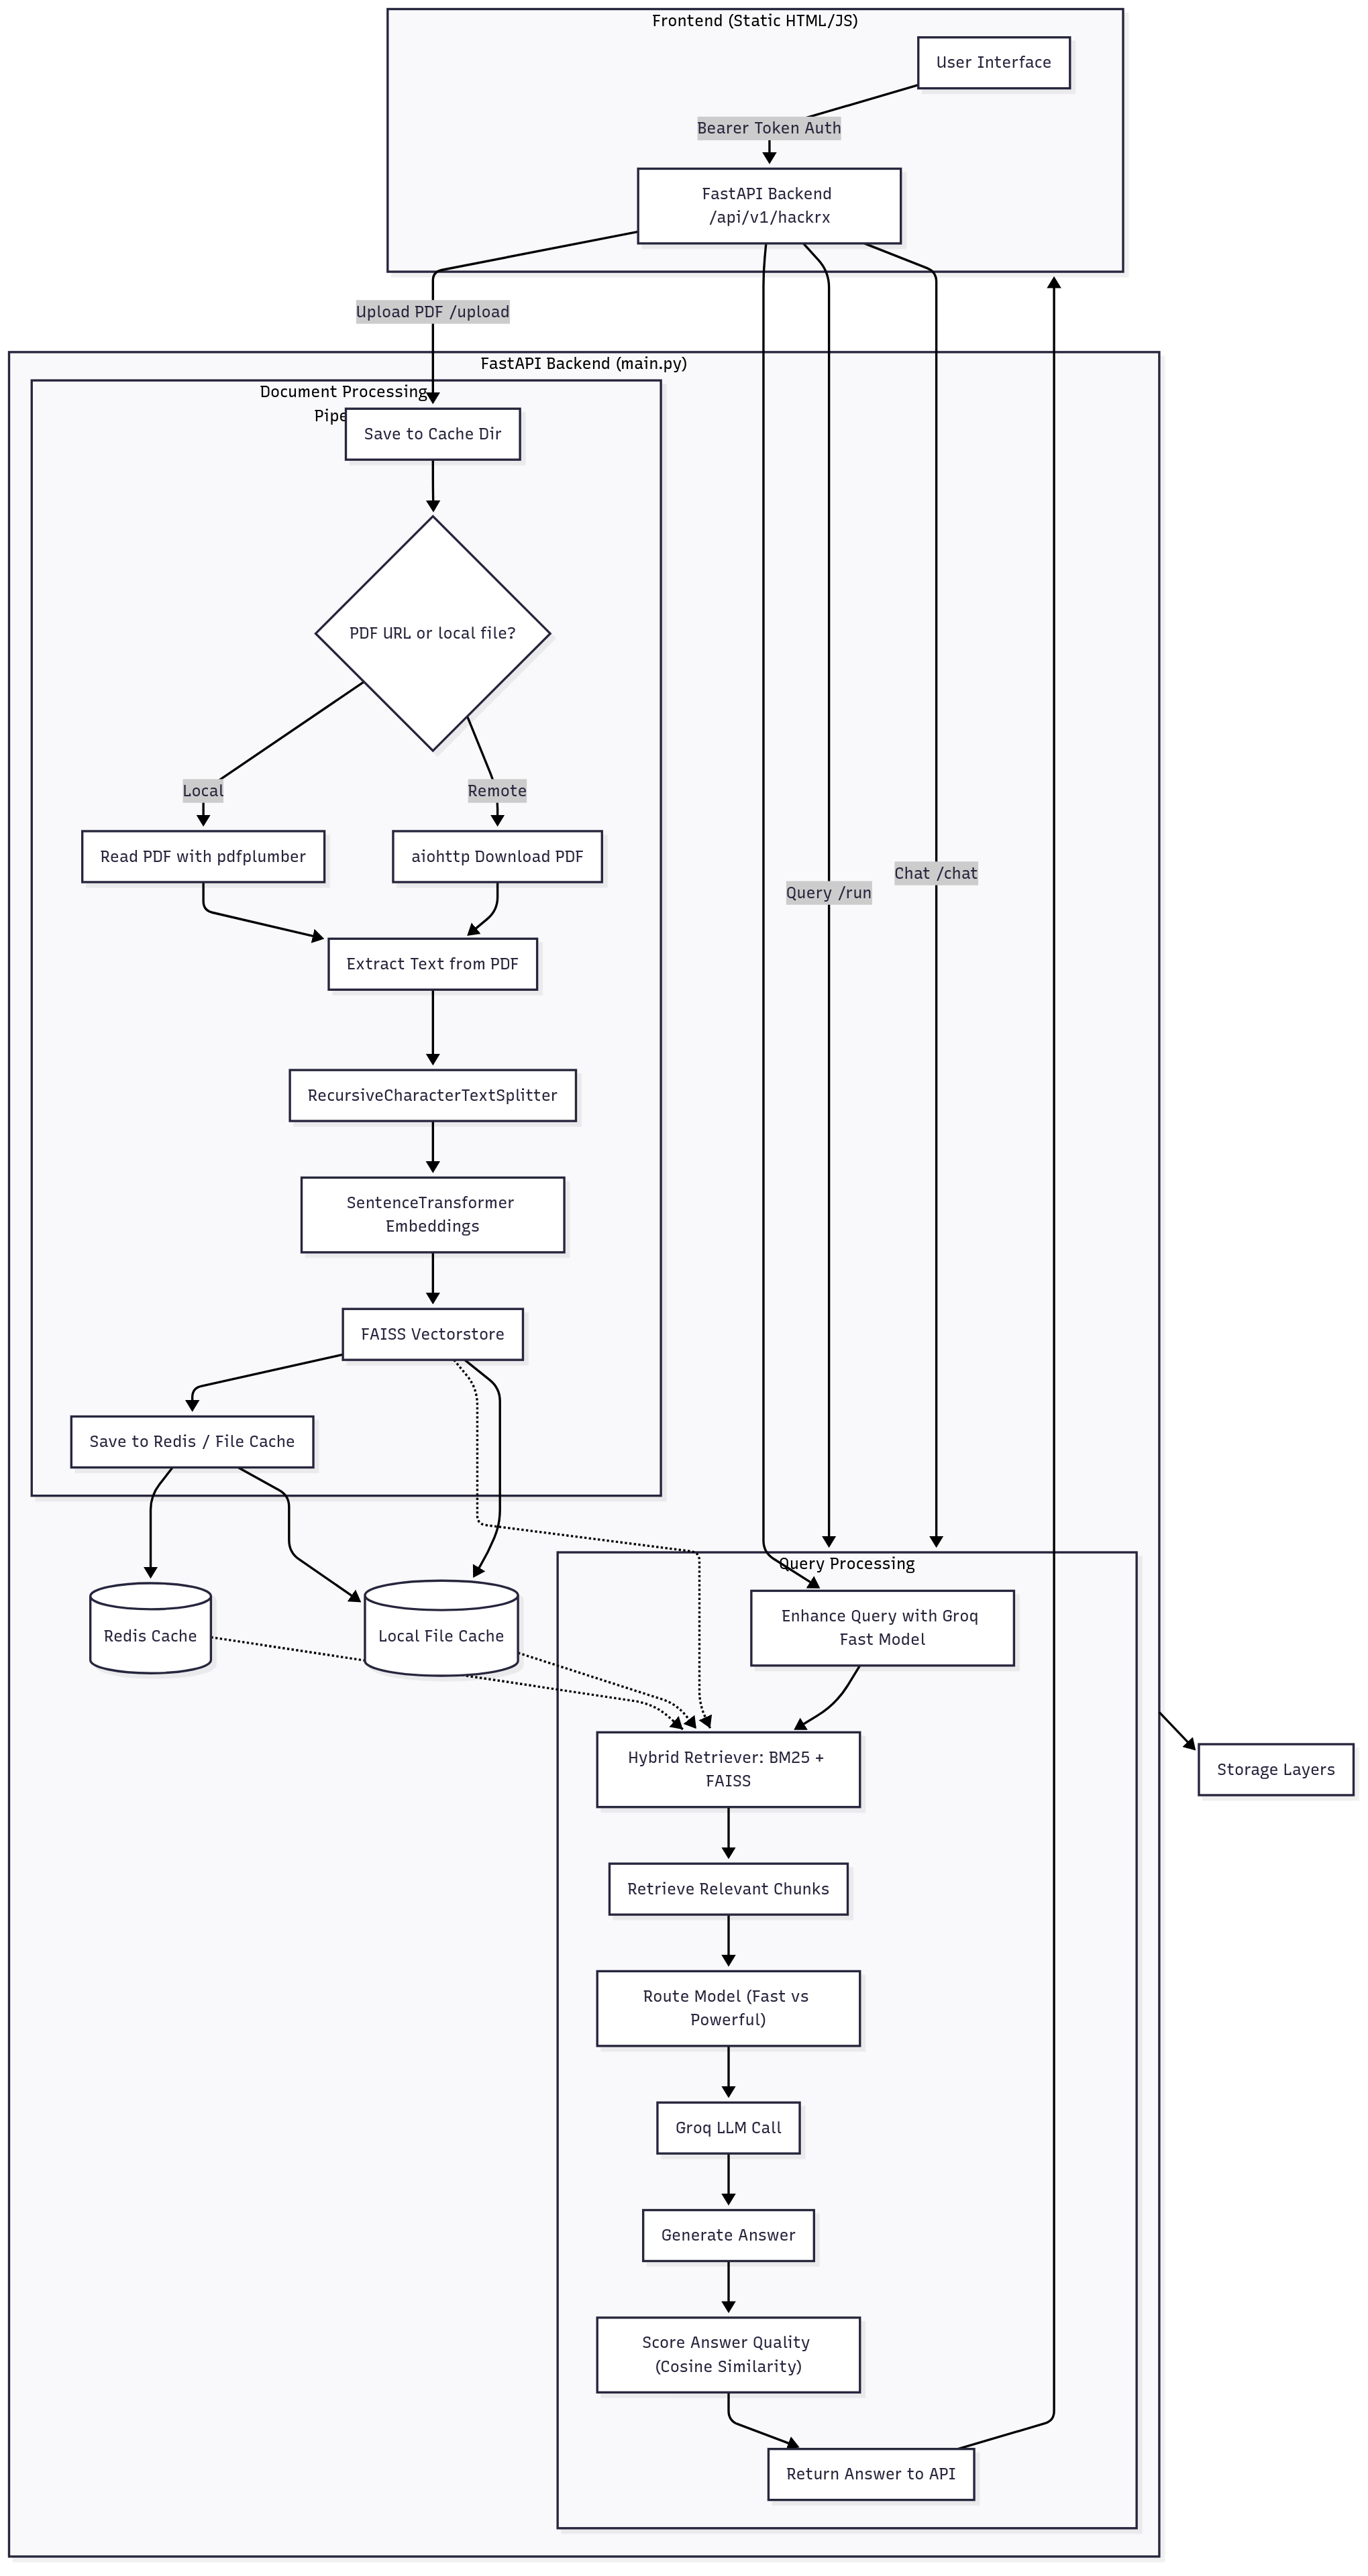 Frontend (Static HTML/JS)
User Interface
Bearer Token Auth
FastAPI Backend
/api/v1/hackrx
Upload PDF /upload
FastAPI Backend (main.py)
Document Processing
Pipe
Save to Cache Dir
PDF URL or local file?
Local
Remote
Read PDF with pdfplumber
aiohttp Download PDF
Chat /chat
Query /run
Extract Text from PDF
RecursiveCharacterTextSplitter
SentenceTransformer
Embeddings
FAISS Vectorstore
Save to Redis / File Cache
Query Processing
Redis Cache
Local File Cache
Enhance Query with Groq
Fast Model
Hybrid Retriever: BM25 +
FAISS
Storage Layers
Retrieve Relevant Chunks
Route Model (Fast vs
Powerful)
Groq LLM Call
Generate Answer
Score Answer Quality
(Cosine Similarity)
Return Answer to API